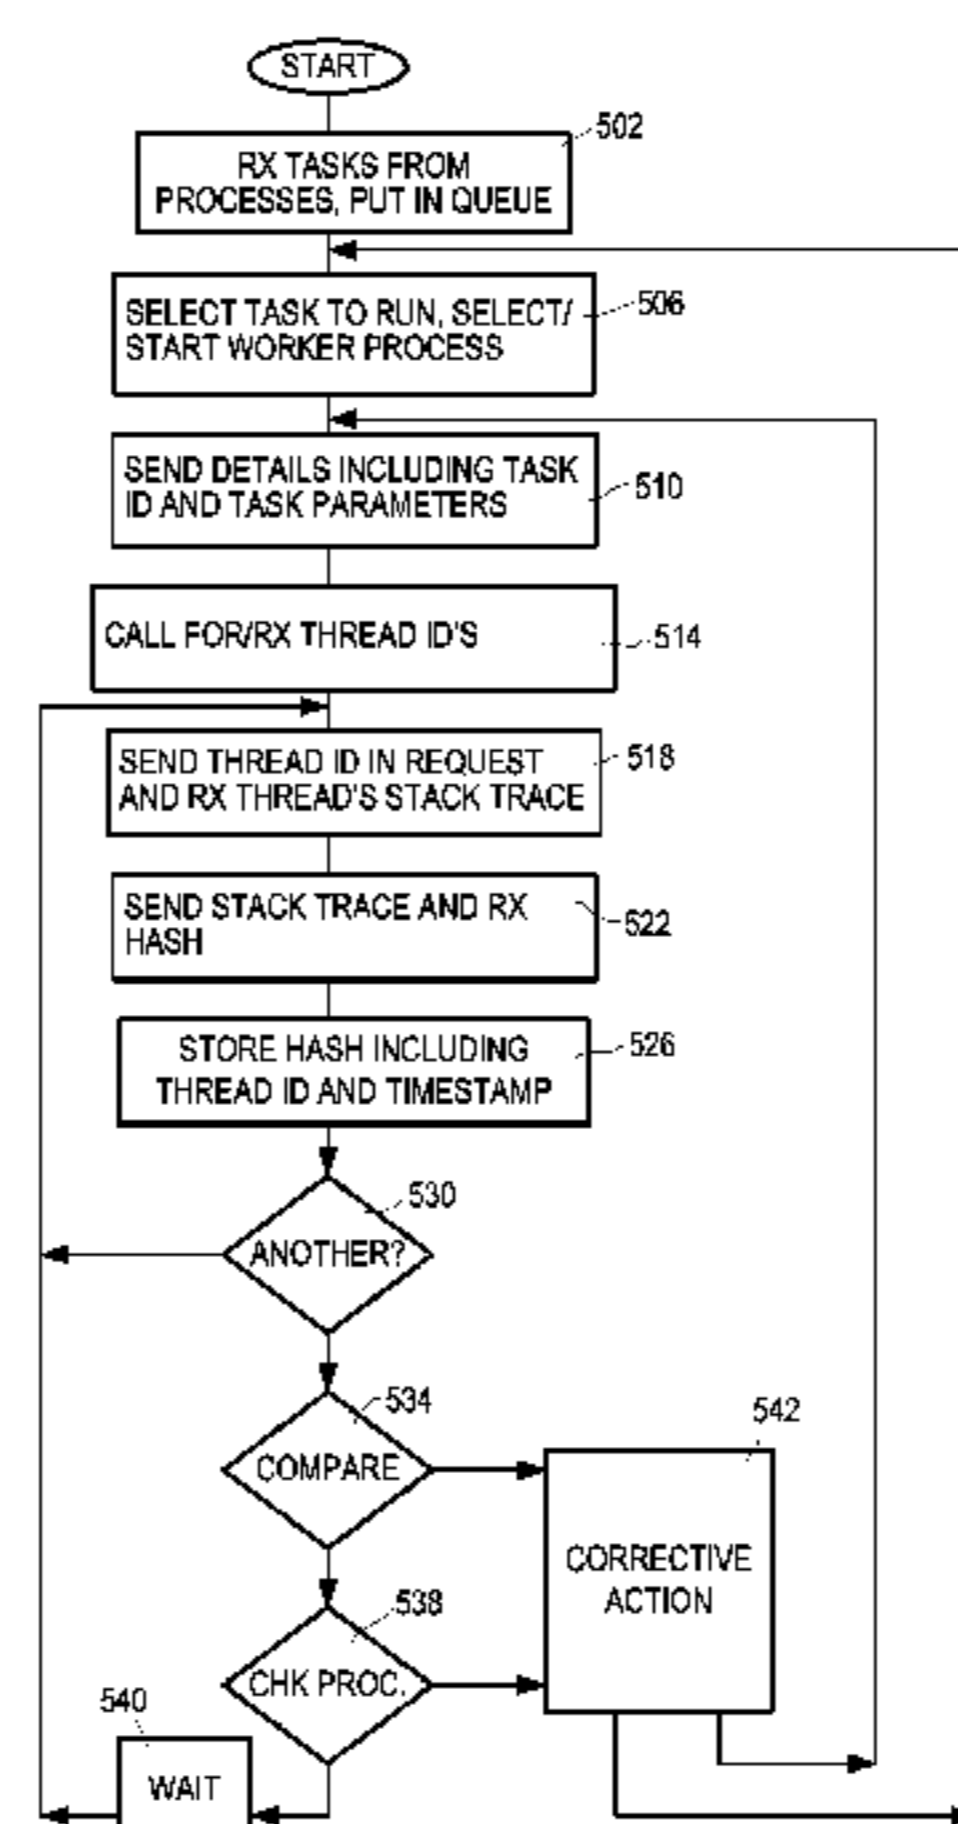 START
502
RX TASKS FROM
PROCESSES, PUT IN QUEUE
506
SELECT TASK TO RUN, SELECT/
START WORKER PROCESS
SEND DETAILS INCLUDING TASK
ID AND TASK PARAMETERS
510
CALL FOR/RX THREAD ID'S
514
SEND THREAD ID IN REQUEST
AND RX THREAD'S STACK TRACE
518
SEND STACK TRACE AND RX
HASH
522
STORE HASH INCLUDING
THREAD ID AND TIMESTAMP
526
530
ANOTHER?
534
COMPARE
542
CORRECTIVE
ACTION
538
CHK PROC.
540
WAIT